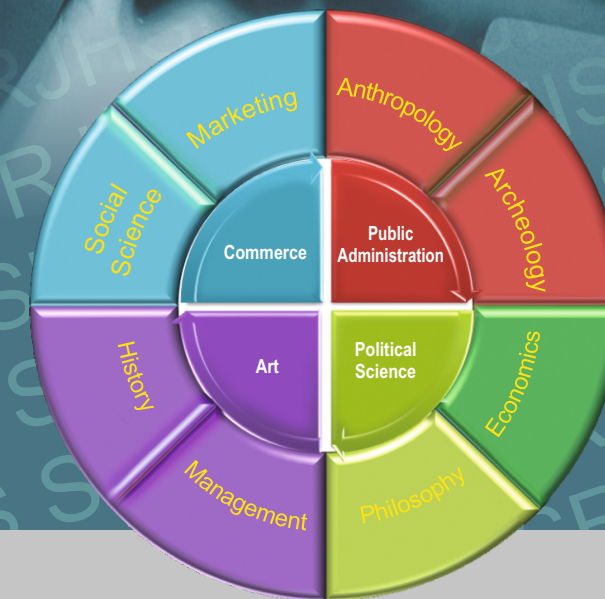 Marketing
Anthropology
Social
Science
Archeology
Commerce
Public
Administration
Art
Political
Science
History
Economics
Management
Philosophy